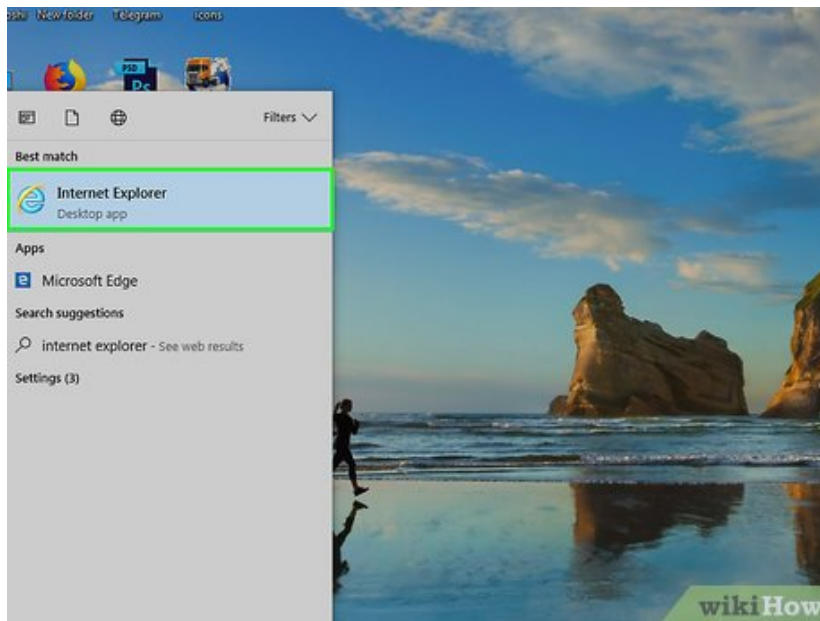 New folder Telegram icons
PSD
Ps
Filters
Best match
Internet Explorer
Desktop app
Apps
Microsoft Edge
Search suggestions
internet explorer - See web results
Settings (3)
wikiHow